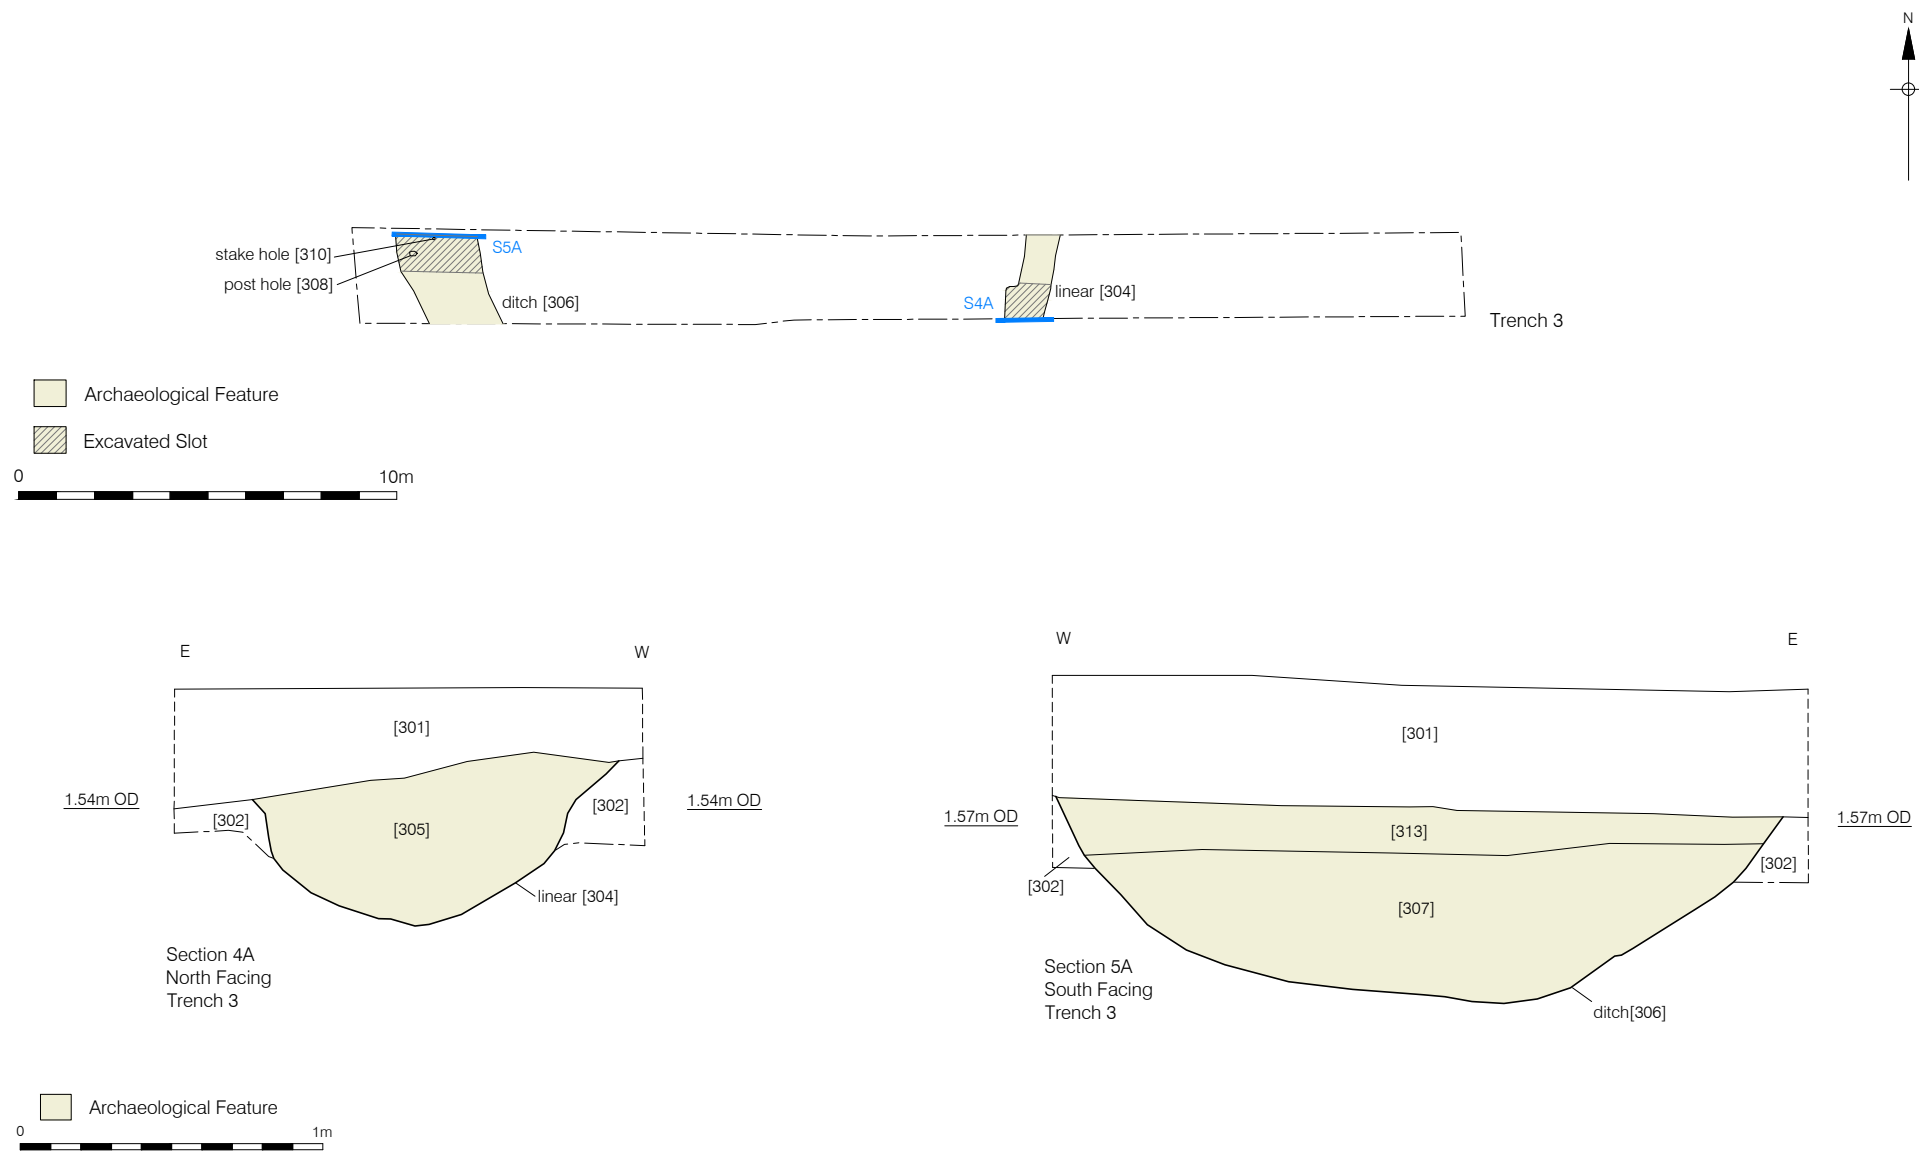 N
stake hole [310]
S5A
post hole [308]
ditch [306]
S4A
linear [304]
Trench 3
Archaeological Feature
Excavated Slot
0 10m
E W
[301]
1.54m OD
1.54m OD
[302]
[302]
[305]
linear [304]
Section 4A
North Facing
Trench 3
W E
[301]
1.57m OD
1.57m OD
[313]
[302]
[302]
[307]
Section 5A
South Facing
Trench 3
ditch[306]
Archaeological Feature
0 1m